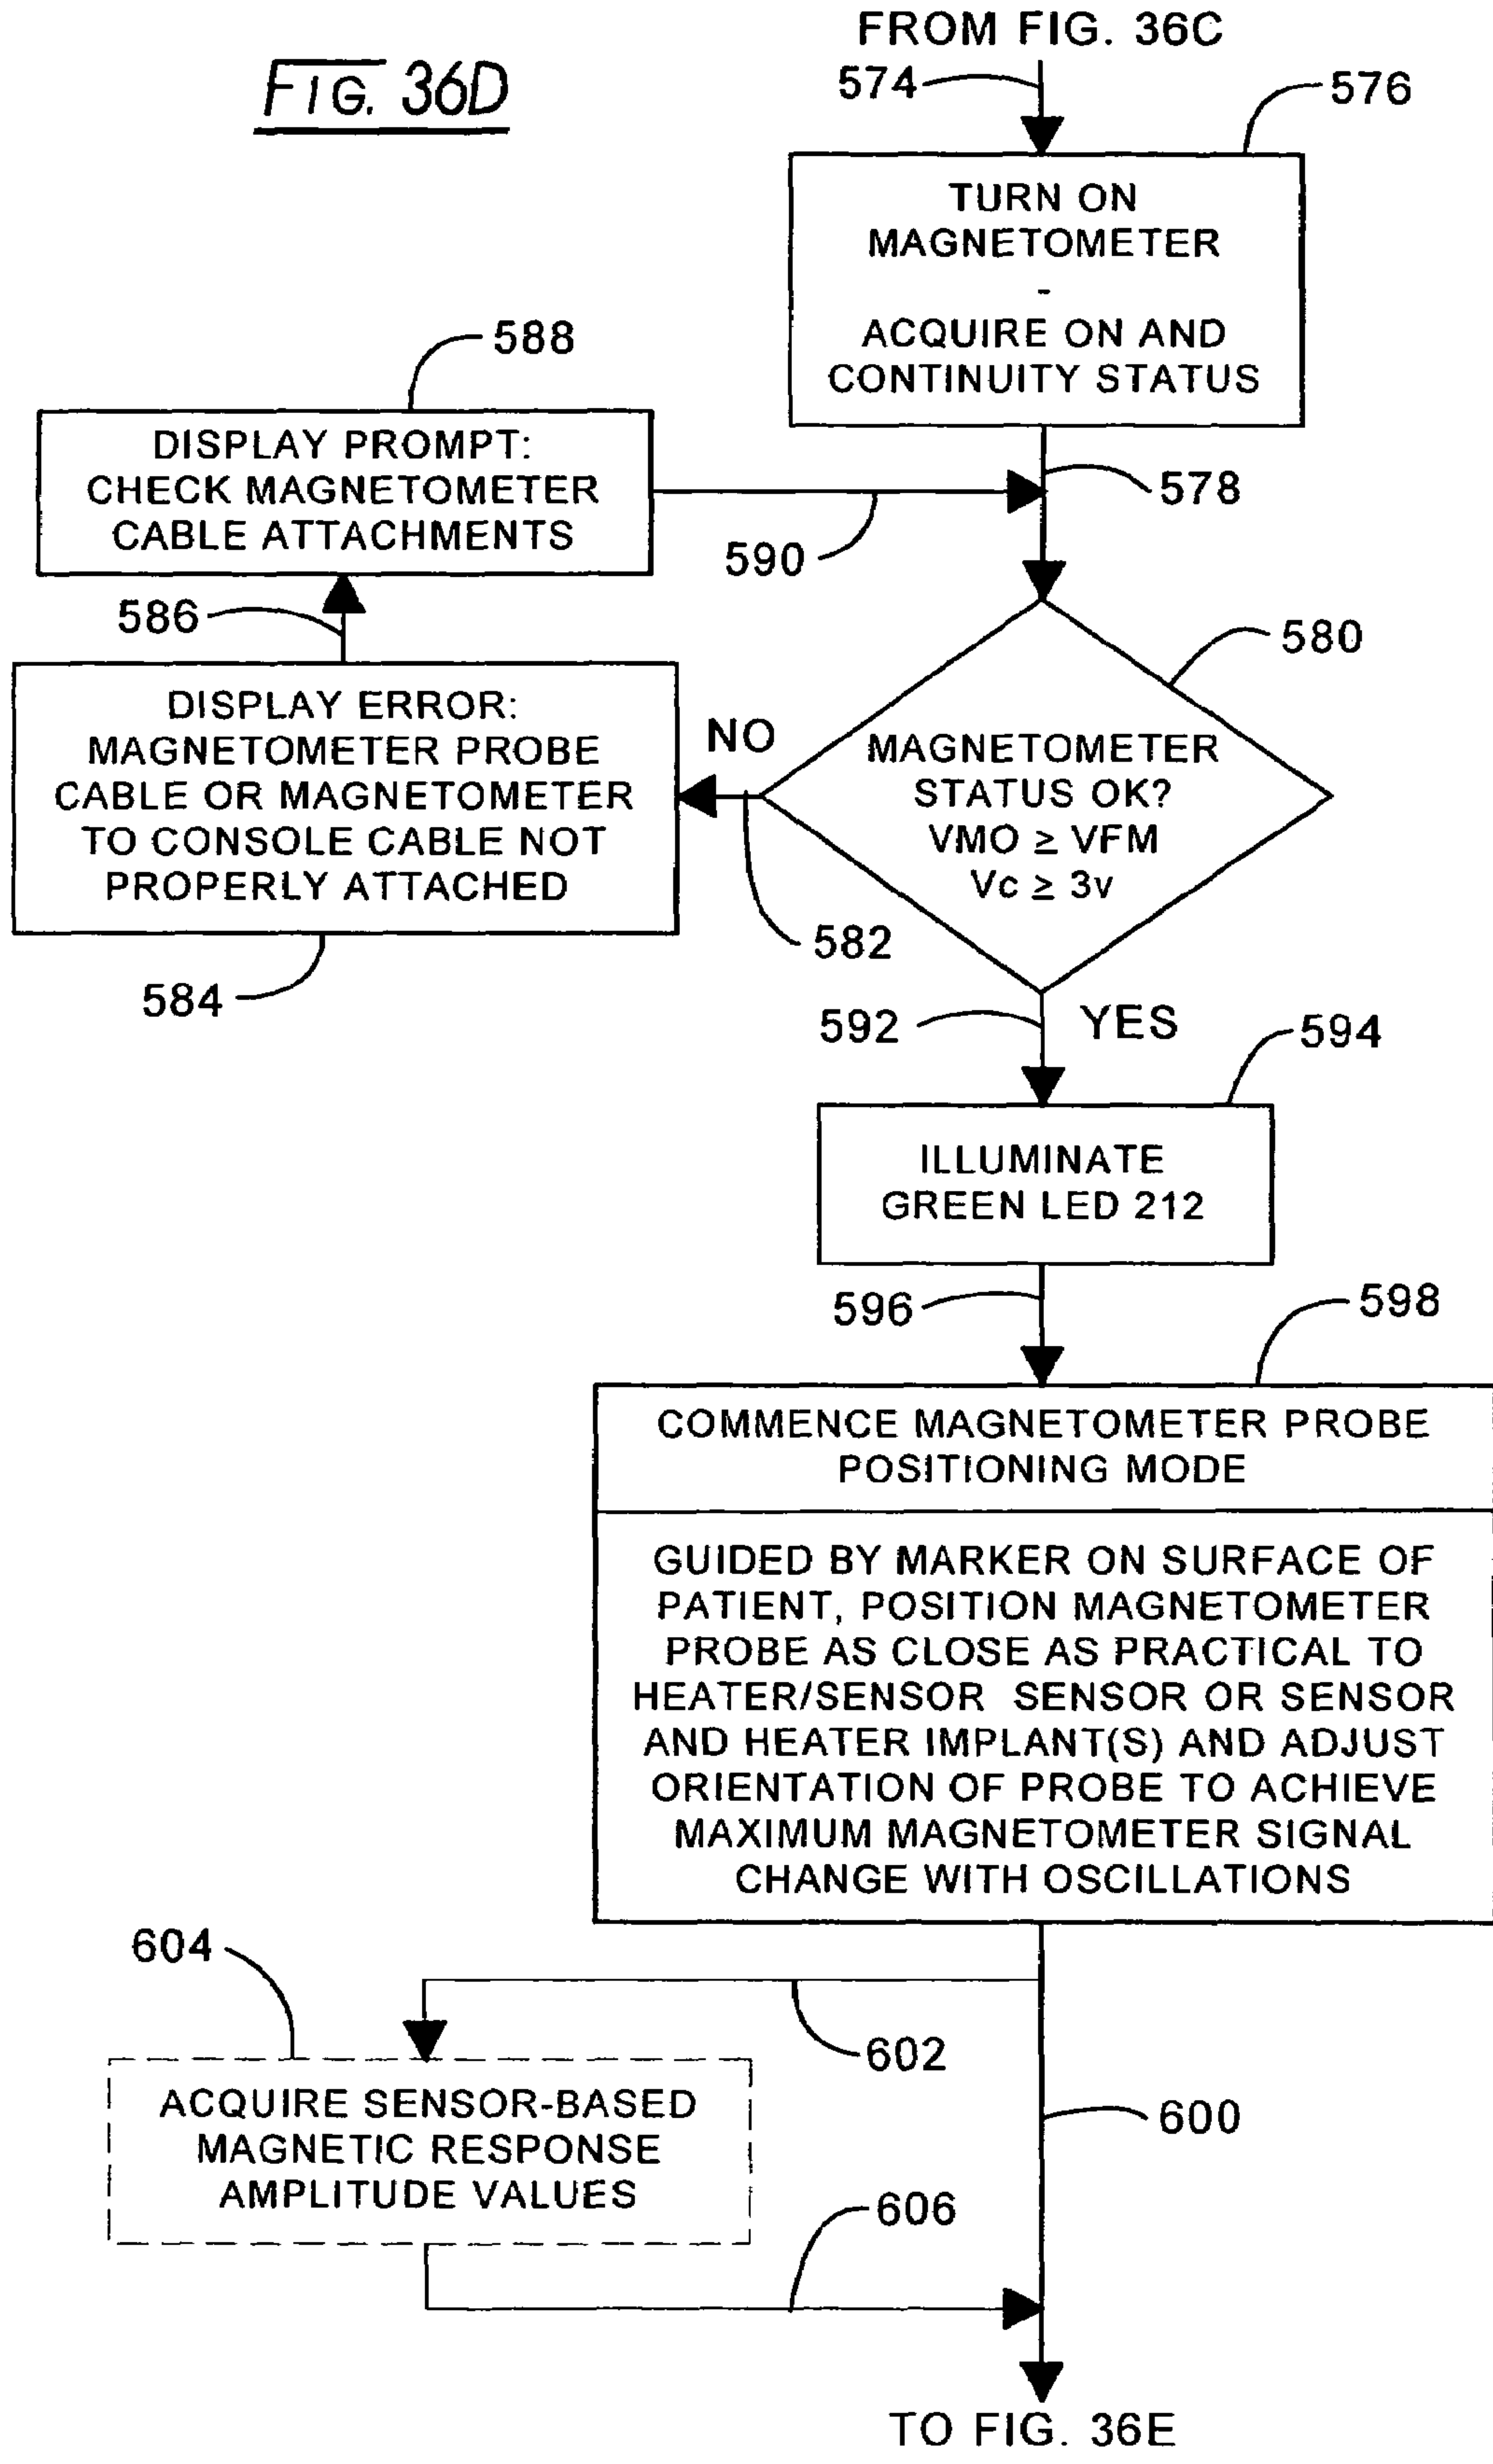 FIG. 36D
FROM FIG. 36C
574
576
TURN ON
MAGNETOMETER
-
ACQUIRE ON AND
CONTINUITY STATUS
588
DISPLAY PROMPT:
CHECK MAGNETOMETER
CABLE ATTACHMENTS
578
590
586
580
DISPLAY ERROR:
MAGNETOMETER PROBE
CABLE OR MAGNETOMETER
TO CONSOLE CABLE NOT
PROPERLY ATTACHED
NO
MAGNETOMETER
STATUS OK?
VMO ≥ VFM
Vc ≥ 3v
582
584
592
YES
594
ILLUMINATE
GREEN LED 212
596
598
COMMENCE MAGNETOMETER PROBE
POSITIONING MODE
GUIDED BY MARKER ON SURFACE OF
PATIENT, POSITION MAGNETOMETER
PROBE AS CLOSE AS PRACTICAL TO
HEATER/SENSOR SENSOR OR SENSOR
AND HEATER IMPLANT(S) AND ADJUST
ORIENTATION OF PROBE TO ACHIEVE
MAXIMUM MAGNETOMETER SIGNAL
CHANGE WITH OSCILLATIONS
604
602
ACQUIRE SENSOR-BASED
MAGNETIC RESPONSE
AMPLITUDE VALUES
600
606
TO FIG. 36E